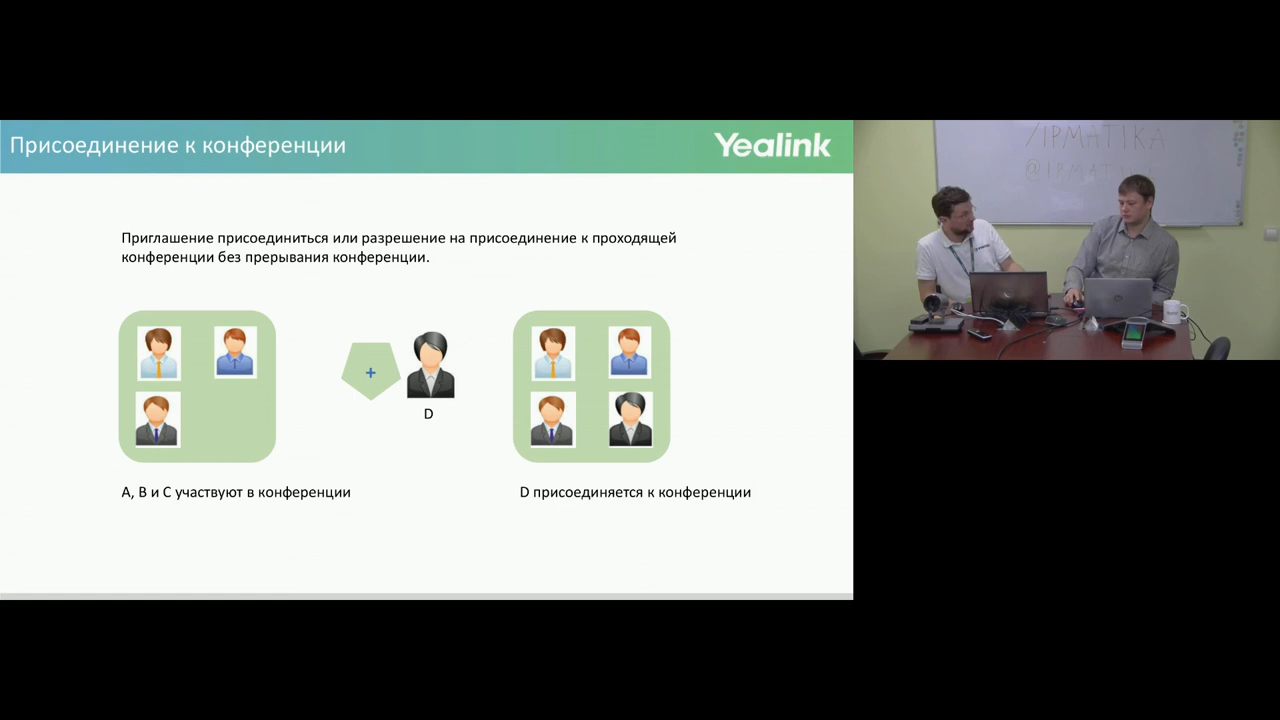 Присоединение к конференции
Yealink
Приглашение присоединиться или разрешение на присоединение к проходящей
конференции без прерывания конференции.
+
D
A, B и C участвуют в конференции
D присоединяется к конференции
/IPMATIKA
@IPMATI